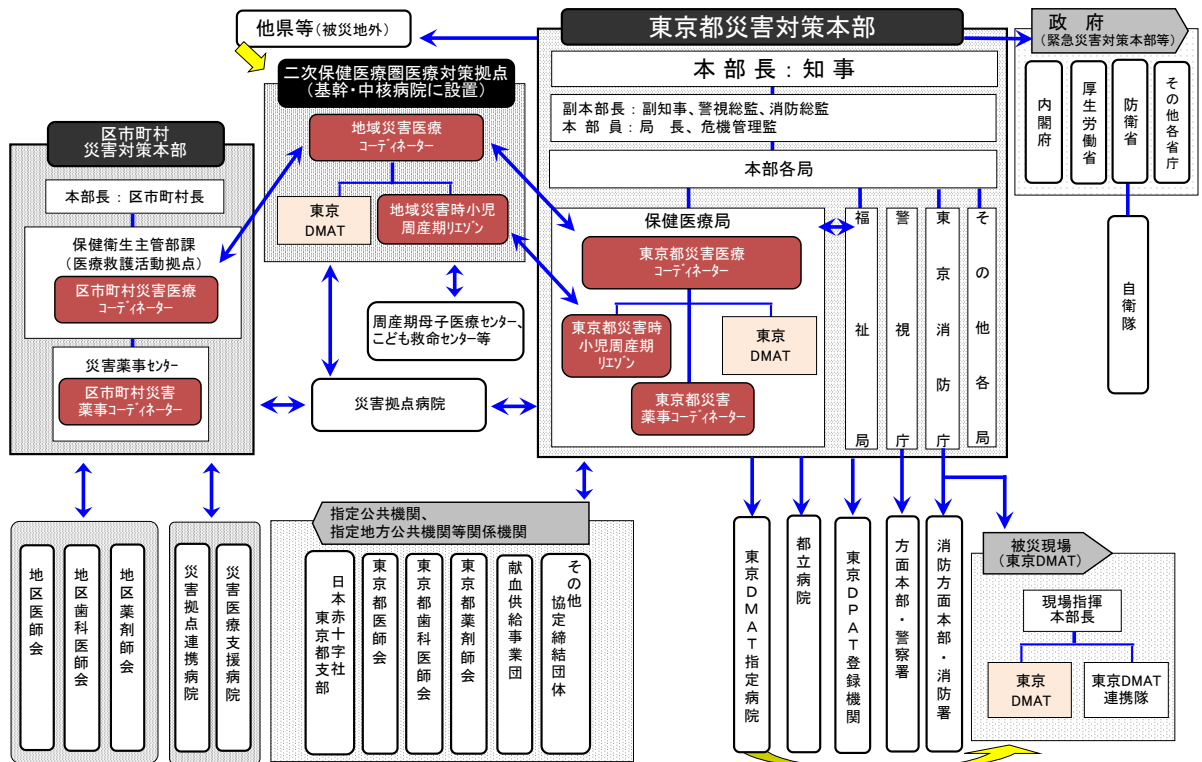 他県等（被災地外）
東京都災害対策本部
政　府
（緊急災害対策本部等）
本部長：知事
副本部長：副知事、警視総監、消防総監
本　部　員：局　長、危機管理監
本部各局
内閣府
厚生労働省
防衛省
その他各省庁
自衛隊
二次保健医療圏医療対策拠点
（基幹・中核病院に設置）
地域災害医療
コーディネーター
東京
DMAT
地域災害時小児
周産期リエゾン
区市町村
災害対策本部
本部長：区市町村長
保健衛生主管部課
（医療救護活動拠点）
区市町村災害医療
コーディネーター
災害薬事センター
区市町村災害
薬事コーディネーター
周産期母子医療センター、
こども救命センター等
災害拠点病院
保健医療局
東京都災害医療
コーディネーター
東京都災害時
小児周産期
リエゾン
東京
DMAT
東京都災害
薬事コーディネーター
福祉局
警視庁
東京消防庁
その他各局
地区医師会
地区歯科医師会
地区薬剤師会
災害拠点連携病院
災害医療支援病院
指定公共機関、
指定地方公共機関等関係機関
日本赤十字社
東京都支部
東京都医師会
東京都歯科医師会
東京都薬剤師会
献血供給事業団
その他
協定締結団体
東京DMAT指定病院
都立病院
東京DPAT登録機関
方面本部・警察署
消防方面本部・消防署
被災現場
（東京DMAT）
現場指揮
本部長
東京
DMAT
東京DMAT
連携隊